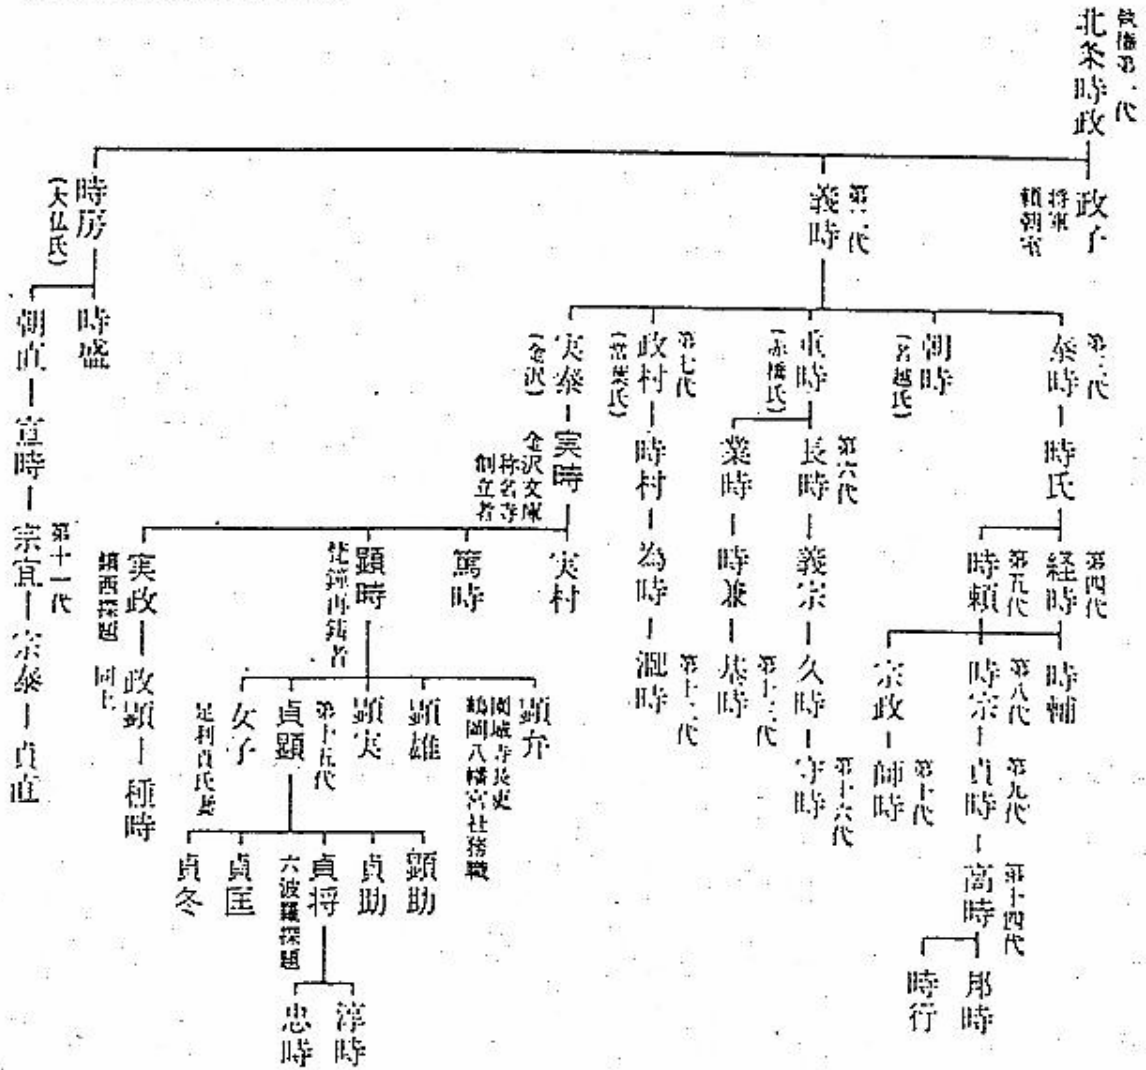 執権第一代
北条時政
政子
将軍
頼朝室
第二代
義時
時房
(大仏氏)
第三代
泰時
時氏
朝時
(名越氏)
重時
(赤橋氏)
第七代
政村
(常葉氏)
実泰
(金沢)
時盛
朝直
第四代
経時
第五代
時頼
第六代
長時
業時
時村
実時
金沢文庫
称名寺
創立者
宣時
時輔
第八代
時宗
宗政
義宗
時兼
為時
実村
篤時
顕時
梵鐘再鋳者
実政
鎮西探題
第十一代
宗宣
第九代
貞時
第十代
師時
久時
第十六代
守時
第十三代
基時
第十二代
凞時
顕弁
園城寺長吏
鶴岡八幡宮社務職
顕雄
顕実
第十五代
貞顕
女子
足利貞氏妻
政顕
同上
種時
宗泰
貞直
第十四代
高時
邦時
時行
顕助
貞助
貞将
六波羅探題
貞匡
貞冬
淳時
忠時